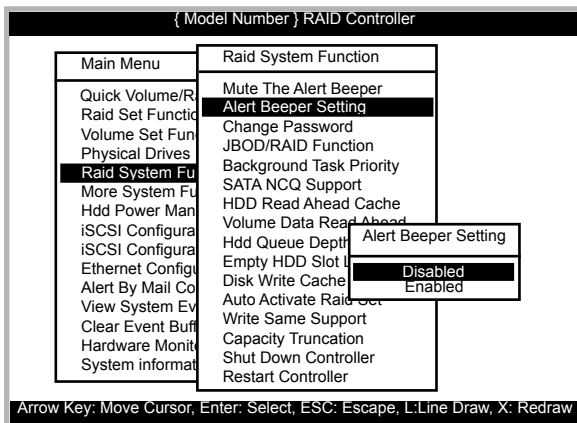 { Model Number } RAID Controller
Main Menu
Quick Volume/R
Raid Set Functio
Volume Set Fun
Physical Drives
Raid System Fu
More System Fu
Hdd Power Man
iSCSI Configura
iSCSI Configura
Ethernet Configu
Alert By Mail Co
View System Ev
Clear Event Buff
Hardware Monito
System informat
Raid System Function
Mute The Alert Beeper
Alert Beeper Setting
Change Password
JBOD/RAID Function
Background Task Priority
SATA NCQ Support
HDD Read Ahead Cache
Volume Data Read Ahead
Hdd Queue Depth
Empty HDD Slot L
Disk Write Cache
Auto Activate Raid Set
Write Same Support
Capacity Truncation
Shut Down Controller
Restart Controller
Alert Beeper Setting
Disabled
Enabled
Arrow Key: Move Cursor, Enter: Select, ESC: Escape, L:Line Draw, X: Redraw